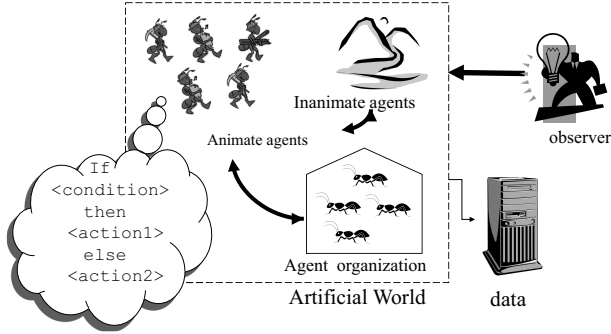 Inanimate agents
Animate agents
observer
If
<condition>
then
<action1>
else
<action2>
Agent organization
Artificial World
data